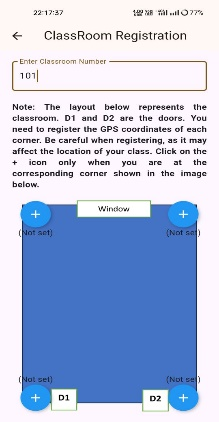 22:17:37
77%
ClassRoom Registration
Enter Classroom Number
101
Note: The layout below represents the
classroom. D1 and D2 are the doors. You
need to register the GPS coordinates of each
corner. Be careful when registering, as it may
affect the location of your class. Click on the
+ icon only when you are at the
corresponding corner shown in the image
below.
+ Window +
(Not set) (Not set)
(Not set) (Not set)
+ D1 D2 +